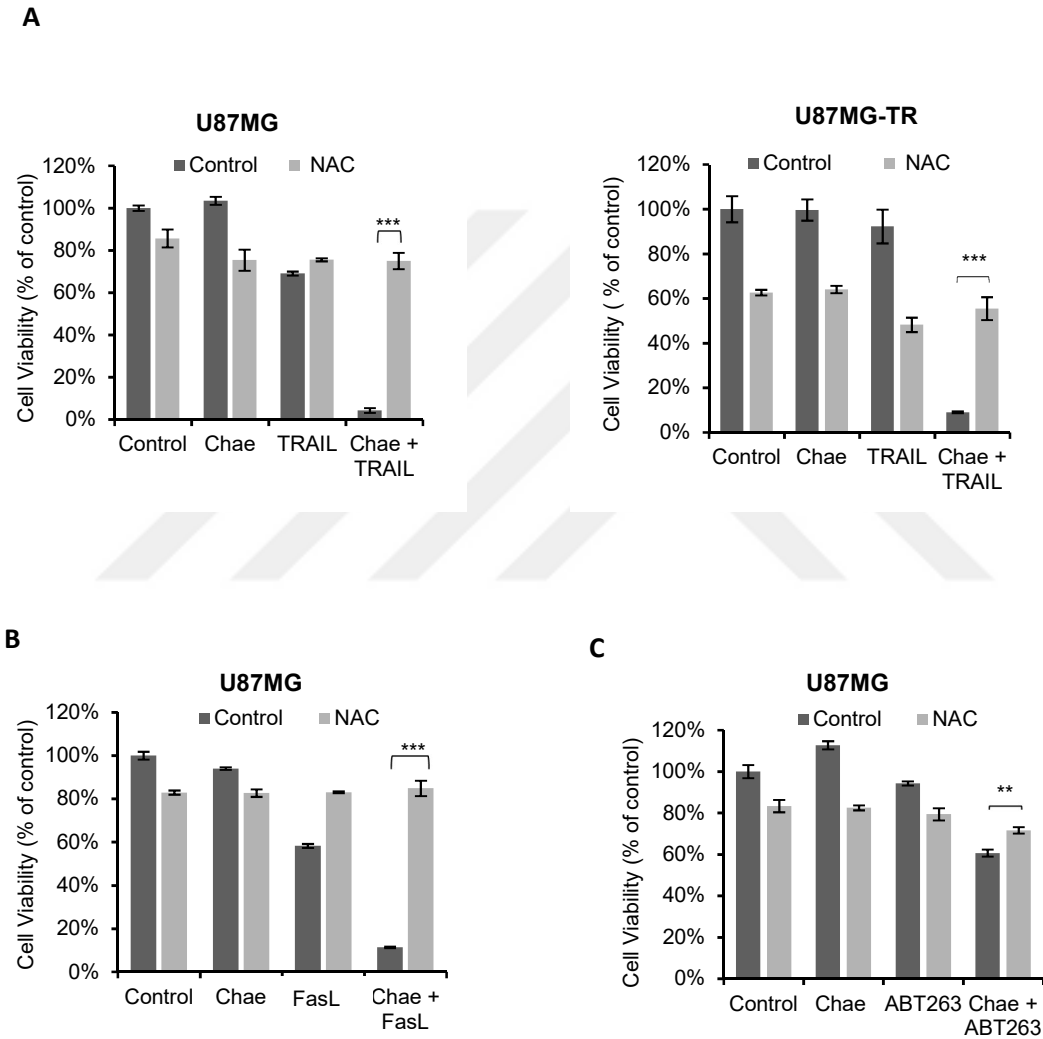 A
U87MG
Control NAC
Cell Viability (% of control)
120%
100%
80%
60%
40%
20%
0%
Control Chae TRAIL Chae +
TRAIL
***
U87MG-TR
Control NAC
Cell Viability ( % of control)
120%
100%
80%
60%
40%
20%
0%
Control Chae TRAIL Chae +
TRAIL
***
B
U87MG
Control NAC
Cell Viability (% of control)
120%
100%
80%
60%
40%
20%
0%
Control Chae FasL Chae +
FasL
***
C
U87MG
Control NAC
Cell Viability (% of control)
120%
100%
80%
60%
40%
20%
0%
Control Chae ABT263 Chae +
ABT263
**